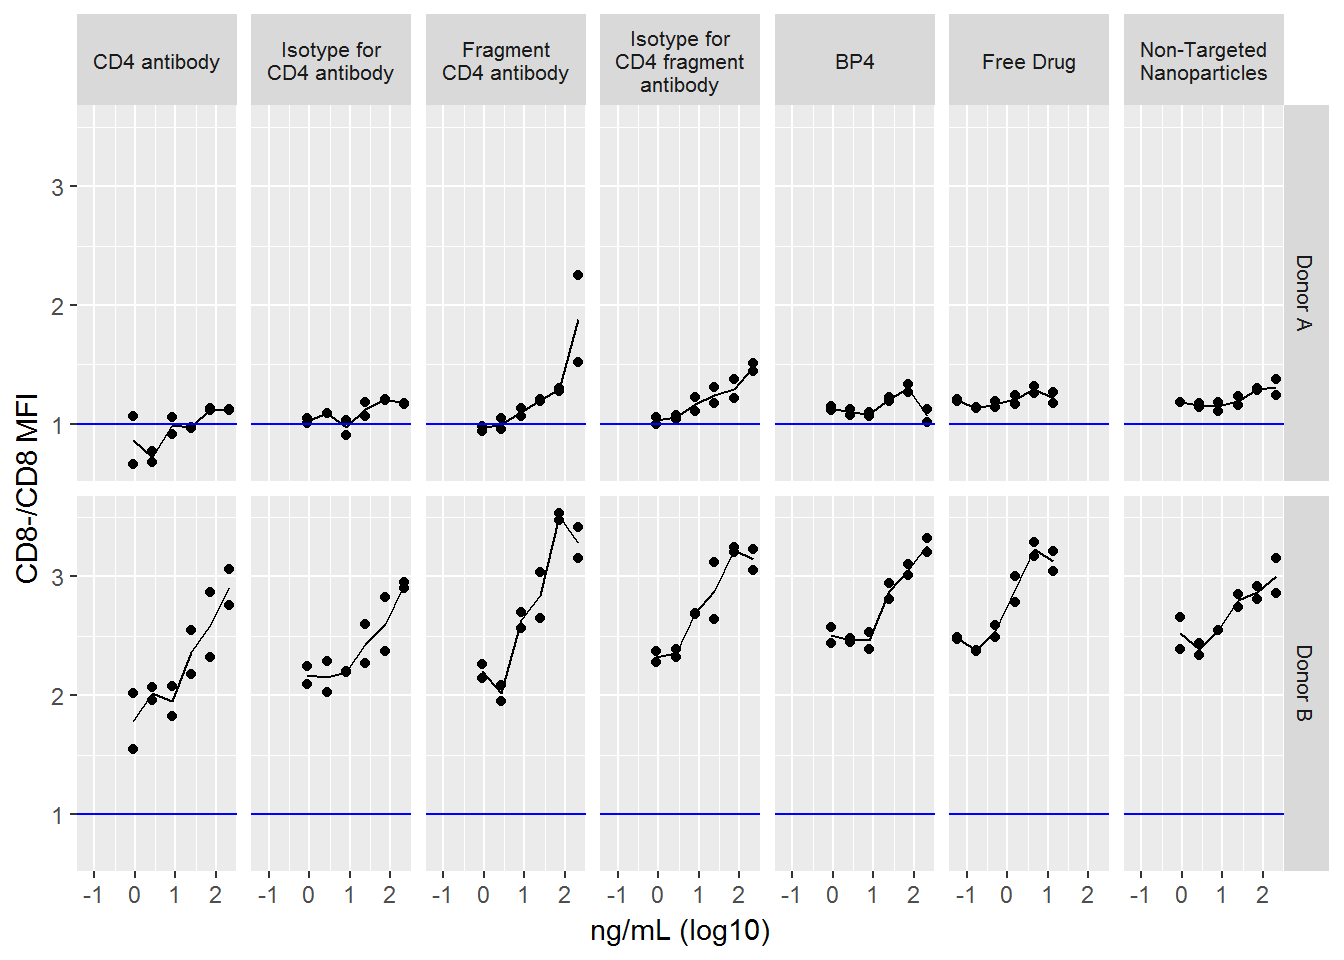 CD4 antibody
Isotype for
CD4 antibody
Fragment
CD4 antibody
Isotype for
CD4 fragment
antibody
BP4
Free Drug
Non-Targeted
Nanoparticles
3
2
1
Donor A
CD8-/CD8 MFI
3
2
1
Donor B
-1 0 1 2
-1 0 1 2
-1 0 1 2
-1 0 1 2
-1 0 1 2
-1 0 1 2
-1 0 1 2
ng/mL (log10)